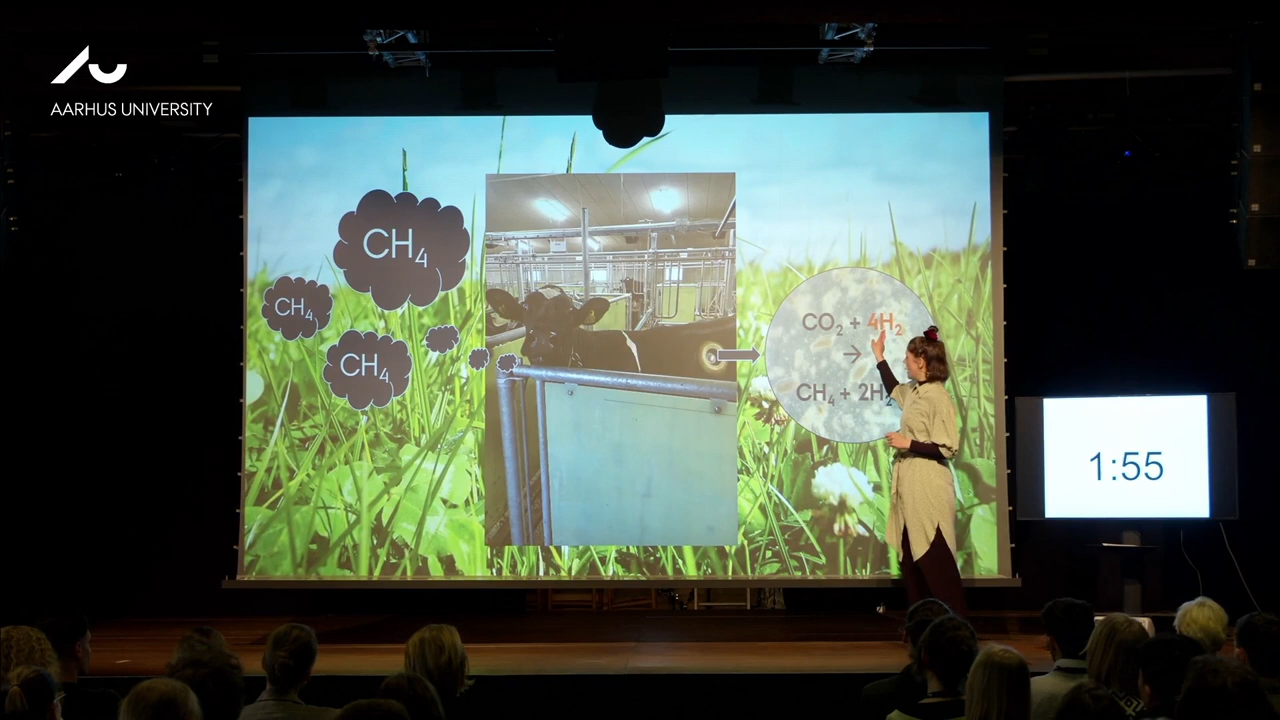 AARHUS UNIVERSITY
CH₄
CH₄
CH₄
CO₂ + 4H₂
→
CH₄ + 2H₂
1:55